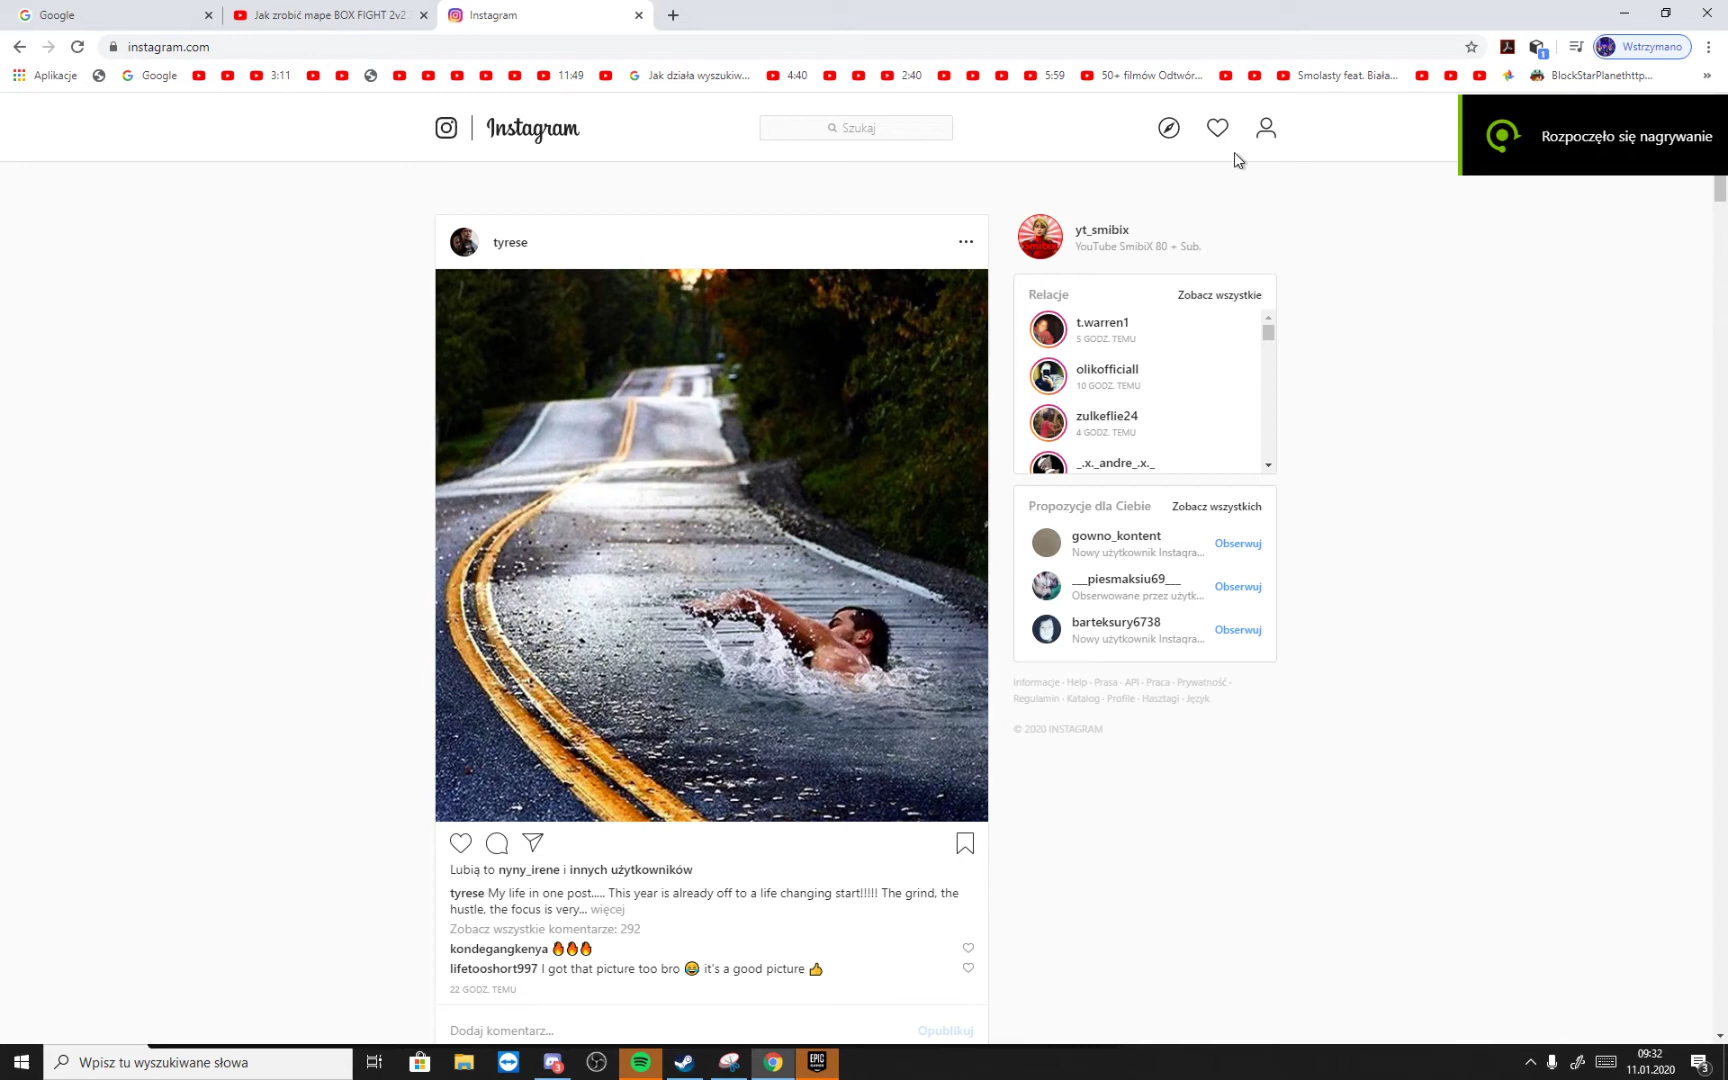 Google
Jak zrobić mape BOX FIGHT 2v2
Instagram
instagram.com
Wstrzymano
Aplikacje
Google
3:11
11:49
Jak działa wyszukiw...
4:40
2:40
5:59
50+ filmów Odtwór...
Smolasty feat. Biała...
BlockStarPlanethttp...
Instagram
Szukaj
Rozpoczęło się nagrywanie
tyrese
yt_smibix
YouTube SmibiX 80 + Sub.
Relacje
Zobacz wszystkie
t.warren1
5 GODZ. TEMU
olikofficiall
10 GODZ. TEMU
zulkeflie24
4 GODZ. TEMU
_.x._andre_.x._
Propozycje dla Ciebie
Zobacz wszystkich
gowno_kontent
Nowy użytkownik Instagra...
Obserwuj
___piesmaksiu69___
Obserwowane przez użytk...
Obserwuj
barteksury6738
Nowy użytkownik Instagra...
Obserwuj
Informacje · Help · Prasa · API · Praca · Prywatność ·
Regulamin · Katalog · Profile · Hasztagi · Język
© 2020 INSTAGRAM
Lubią to nyny_irene i innych użytkowników
tyrese My life in one post..... This year is already off to a life changing start!!!!! The grind, the
hustle, the focus is very... więcej
Zobacz wszystkie komentarze: 292
kondegangkenya 🔥🔥🔥
lifetooshort997 I got that picture too bro 😂 it's a good picture 👍
22 GODZ. TEMU
Dodaj komentarz...
Opublikuj
Wpisz tu wyszukiwane słowa
EPIC GAMES
09:32
11.01.2020